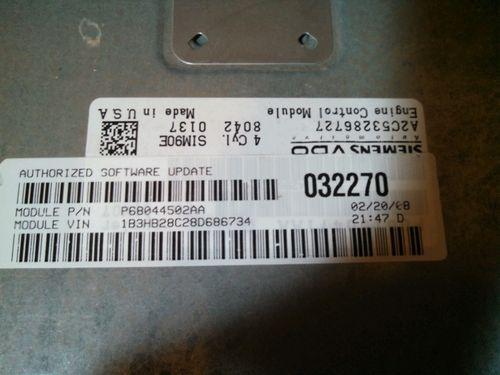 SIEMENS VDO
Automotive
A2C53286727
Engine Control Module
4 Cyl. SIM90E
8042 0137
Made in U.S.A
AUTHORIZED SOFTWARE UPDATE
032270
MODULE P/N P68044502AA 02/20/08
MODULE VIN 1B3HB28C28D686734 21:47 D